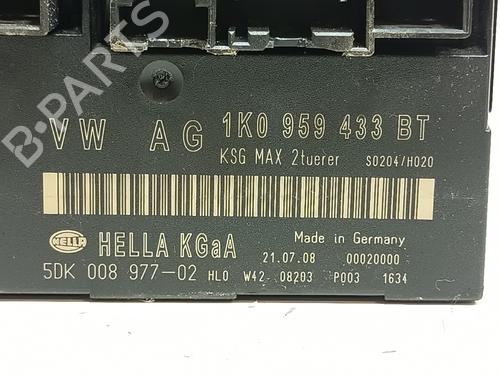 VW AG 1K0 959 433 BT
KSG MAX 2tuerer S0204/H020
HELLA HELLA KGaA Made in Germany
21.07.08 00020000
5DK 008 977-02 HL0 W42 08203 P003 1634
B-PARTS